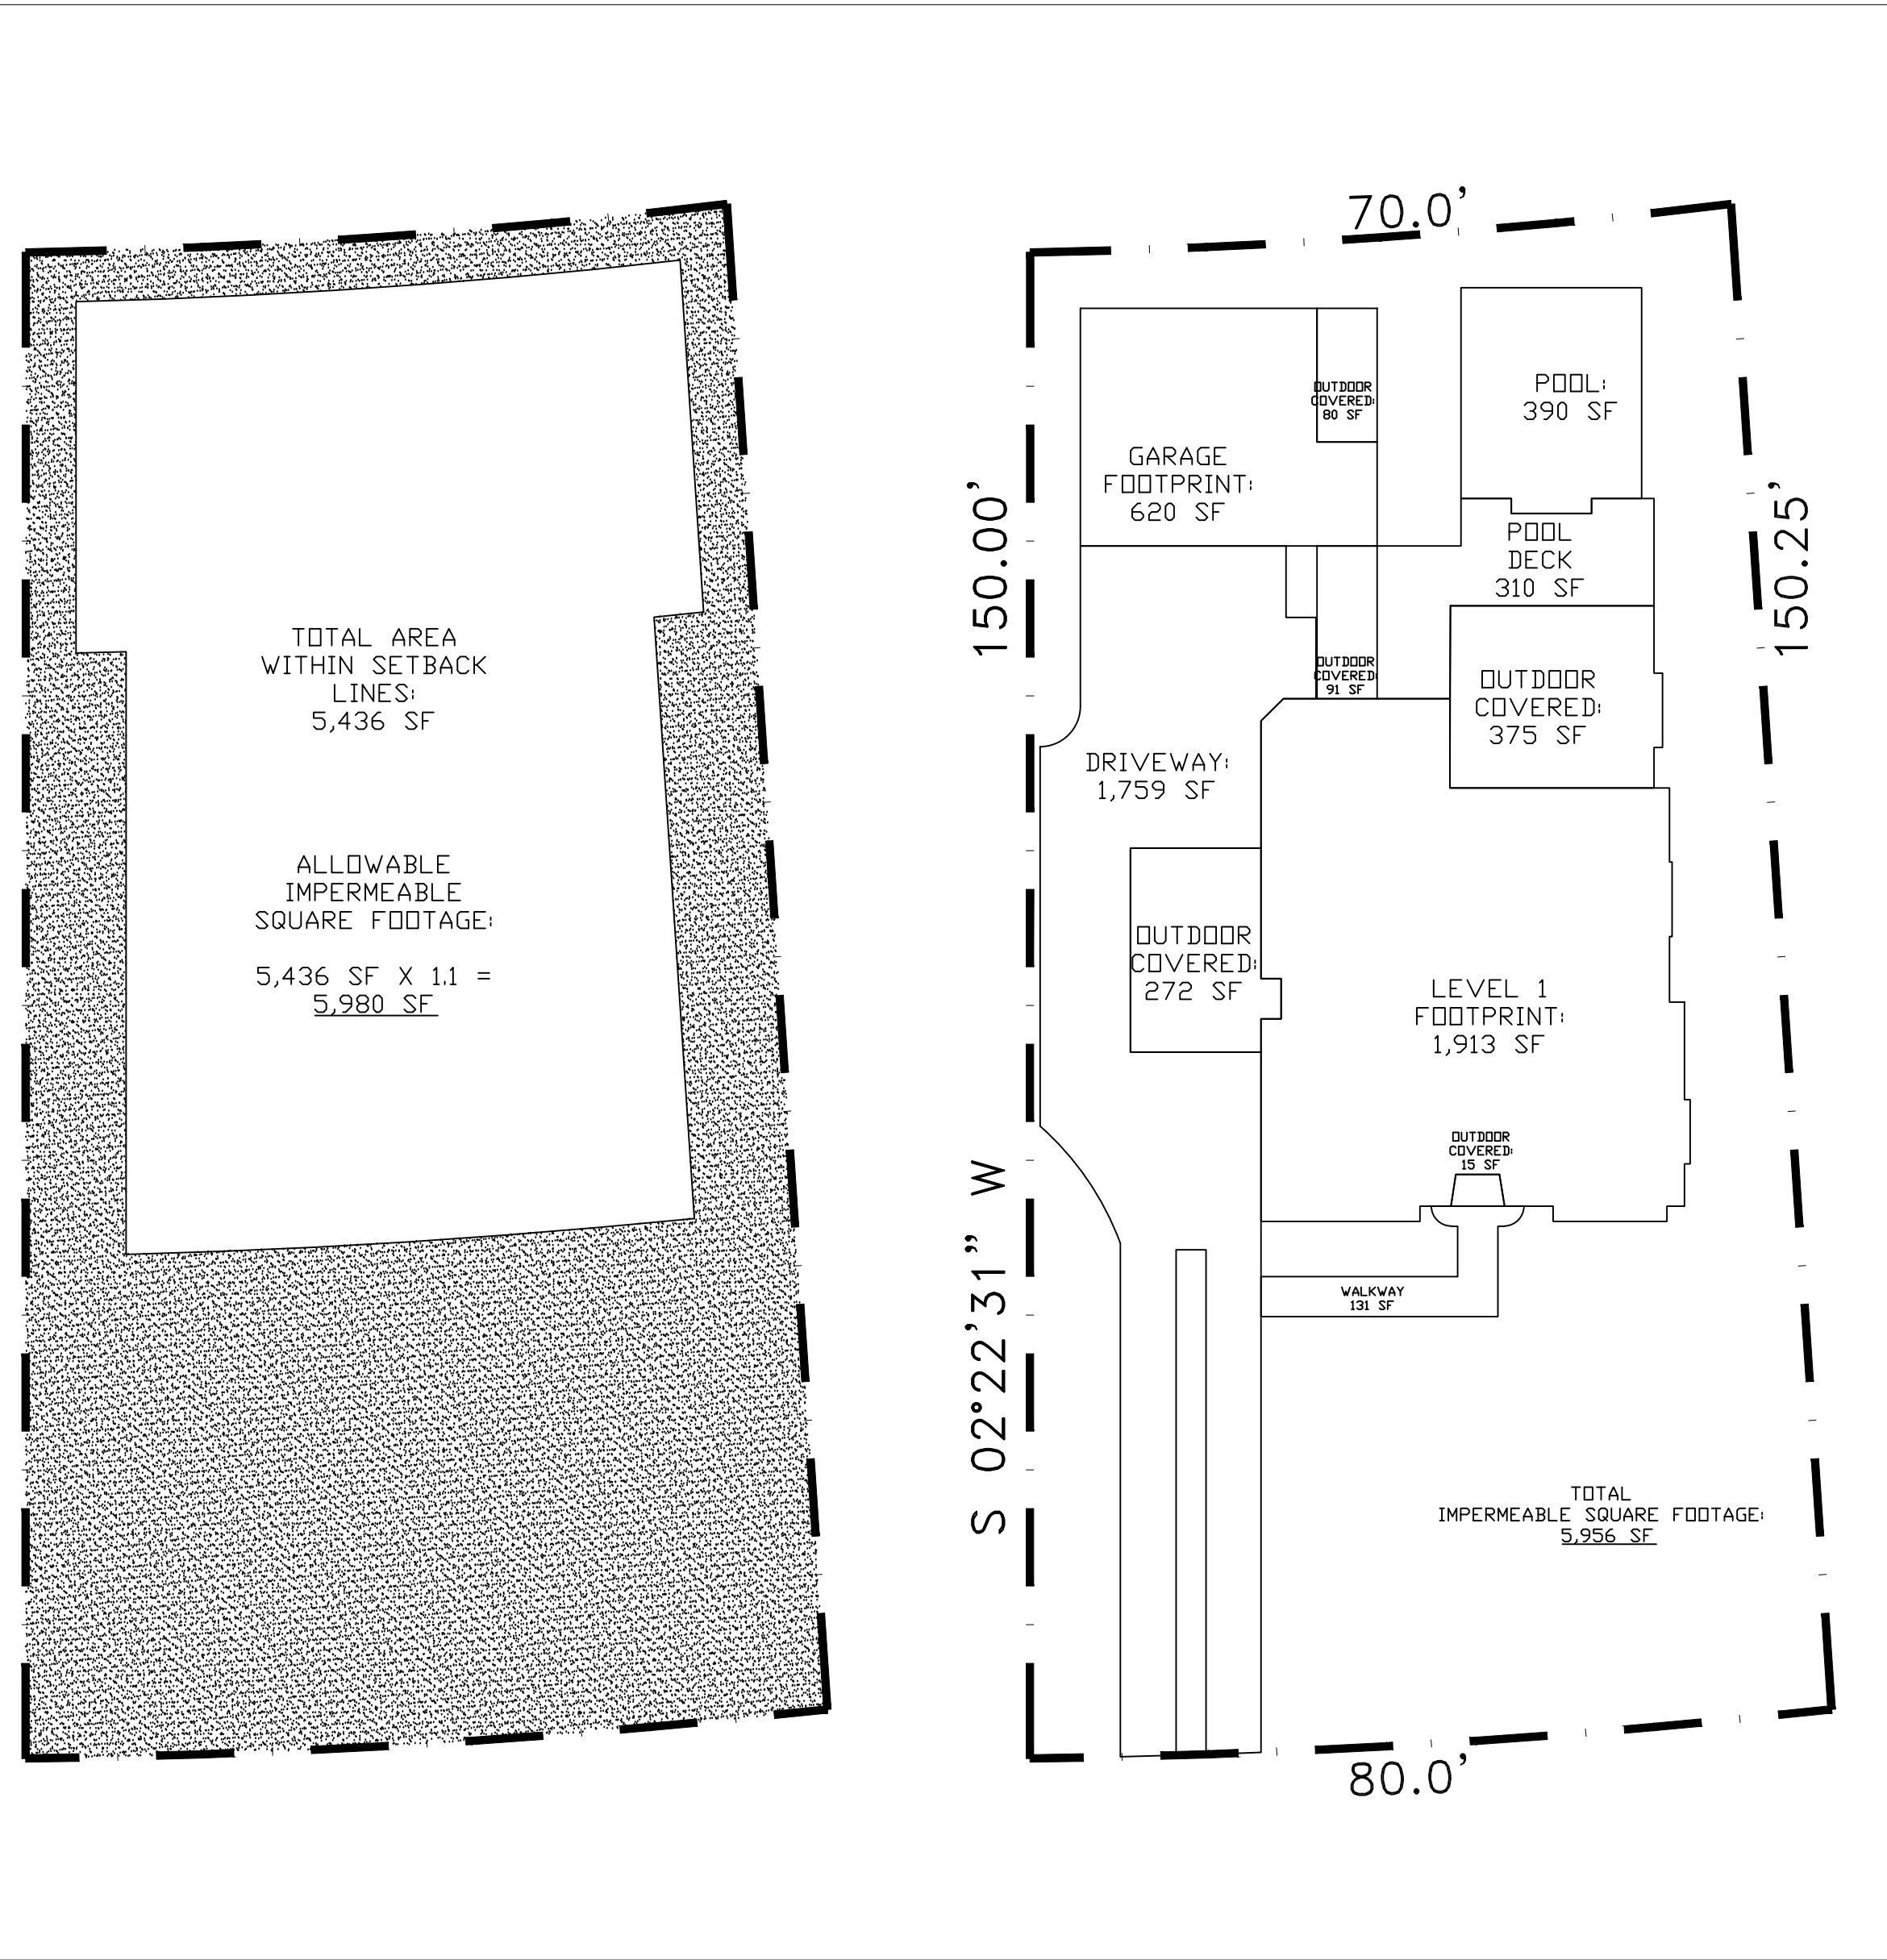 TOTAL AREA
WITHIN SETBACK
LINES:
5,436 SF
ALLOWABLE
IMPERMEABLE
SQUARE FOOTAGE:
5,436 SF X 1.1 =
5,980 SF
70.0'
150.00'
S 02°22'31" W
150.25'
80.0'
GARAGE
FOOTPRINT:
620 SF
OUTDOOR
COVERED:
80 SF
POOL:
390 SF
POOL
DECK
310 SF
OUTDOOR
COVERED:
91 SF
OUTDOOR
COVERED:
375 SF
DRIVEWAY:
1,759 SF
OUTDOOR
COVERED:
272 SF
LEVEL 1
FOOTPRINT:
1,913 SF
OUTDOOR
COVERED:
15 SF
WALKWAY
131 SF
TOTAL
IMPERMEABLE SQUARE FOOTAGE:
5,956 SF